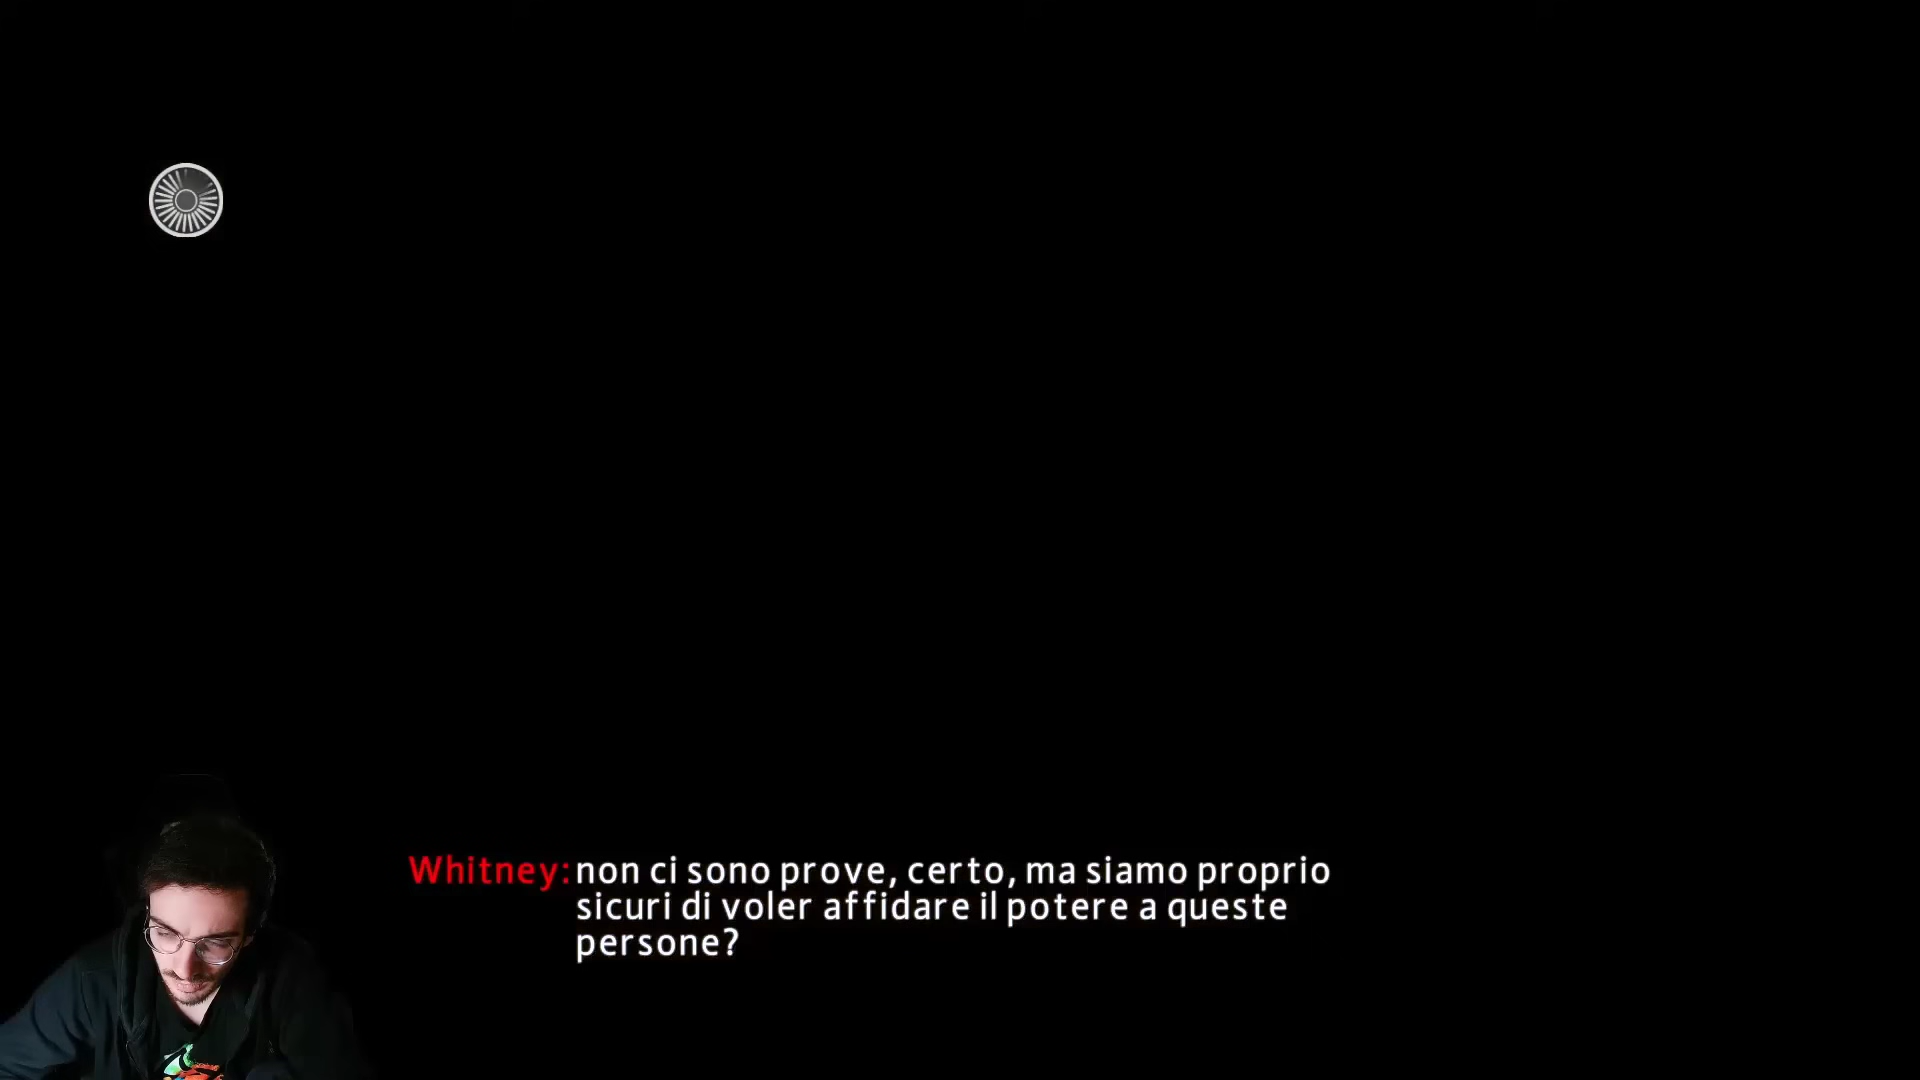 Whitney: non ci sono prove, certo, ma siamo proprio
sicuri di voler affidare il potere a queste
persone?